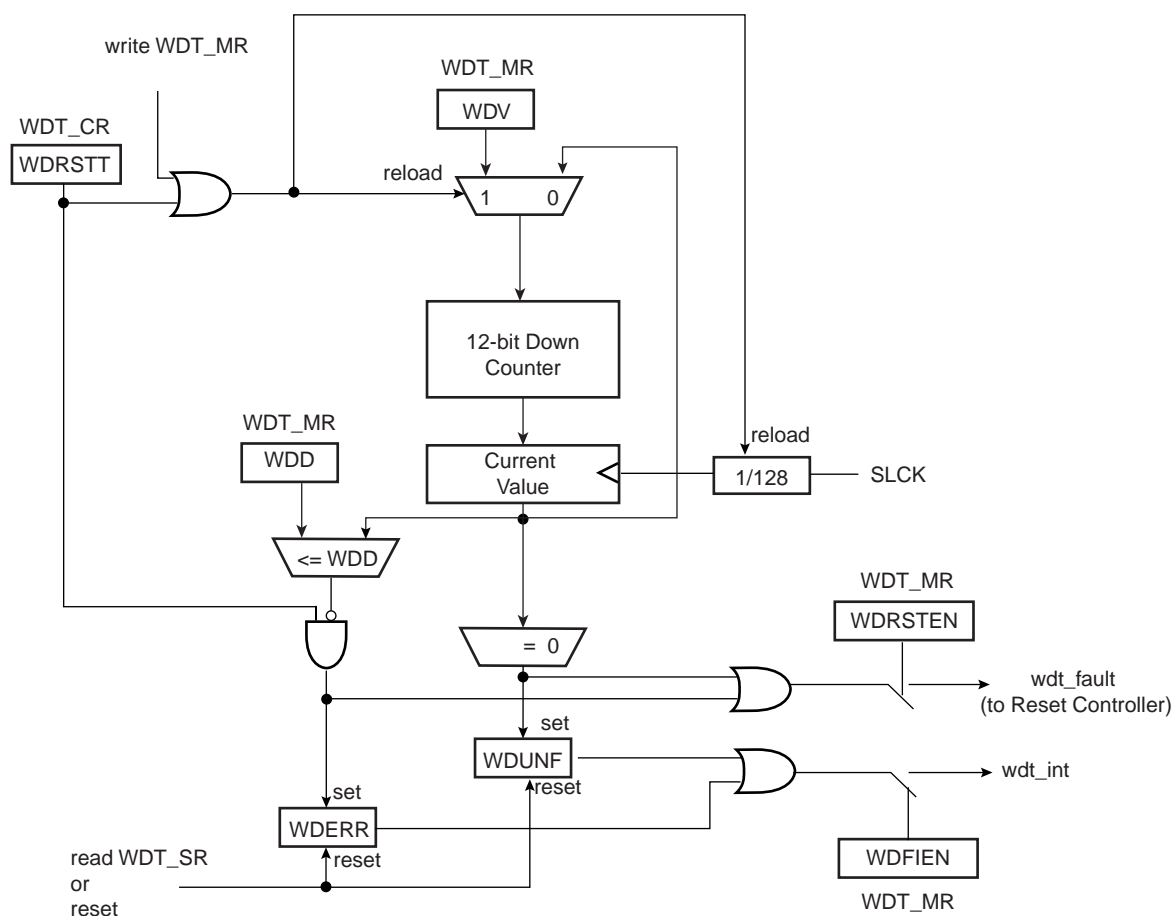 write WDT_MR
WDT_MR
WDV
WDT_CR
WDRSTT
reload
1 0
12-bit Down
Counter
WDT_MR
WDD
reload
Current
Value
1/128
SLCK
<= WDD
WDT_MR
WDRSTEN
= 0
wdt_fault
(to Reset Controller)
set
WDUNF
reset
wdt_int
set
WDERR
reset
read WDT_SR
or
reset
WDFIEN
WDT_MR